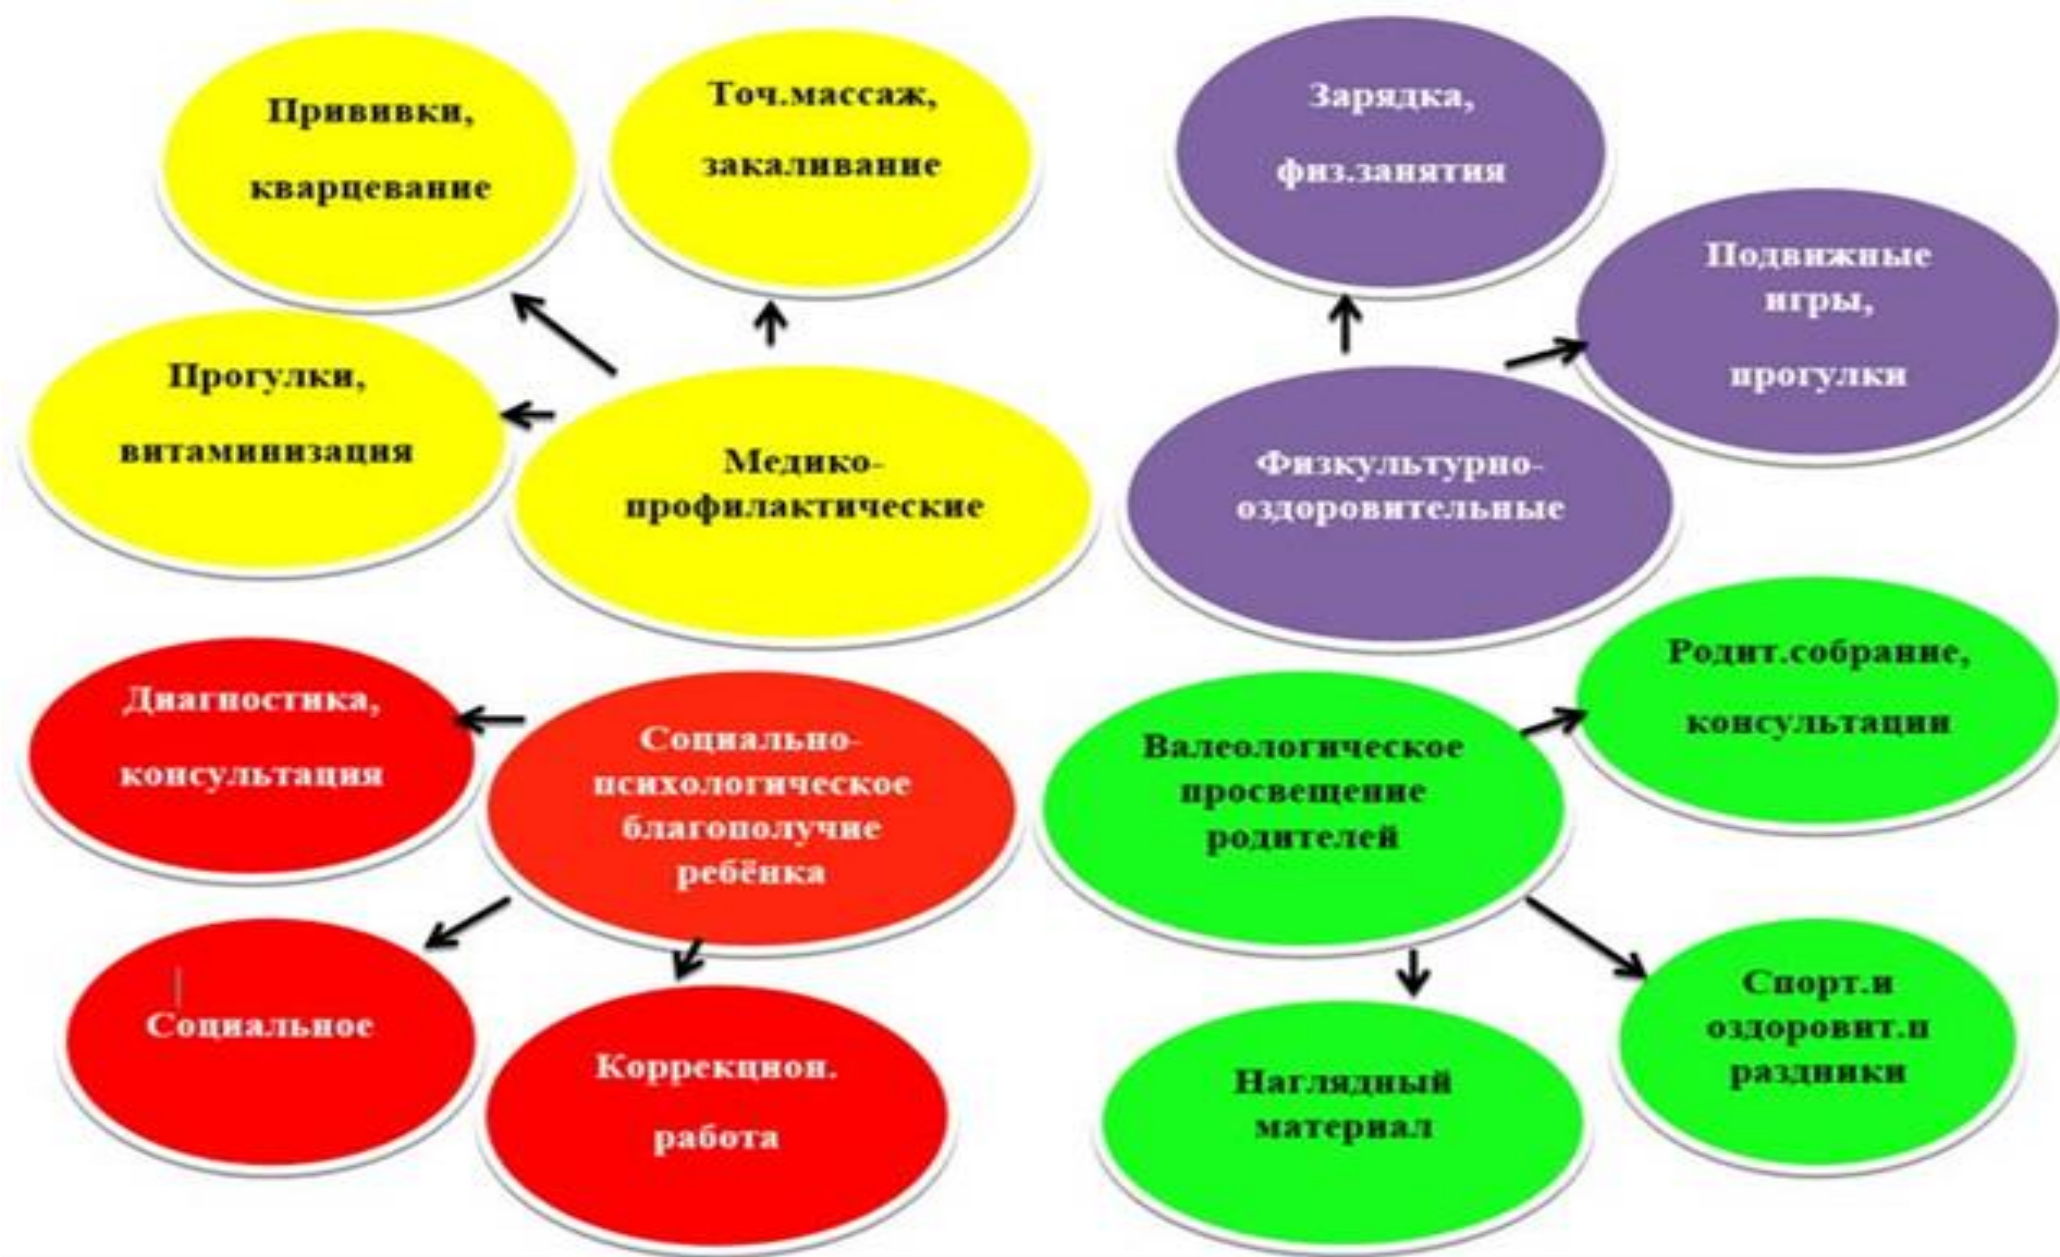 Прививки,
кварцевание
Точ.массаж,
закаливание
Зарядка,
физ.занятия
Подвижные
игры,
прогулки
Прогулки,
витаминизация
Медико-
профилактические
Физкультурно-
оздоровительные
Диагностика,
консультация
Социально-
психологическое
благополучие
ребёнка
Валеологическое
просвещение
родителей
Родит.собрание,
консультации
Социальное
Коррекцион.
работа
Наглядный
материал
Спорт.и
оздоровит.п
раздники